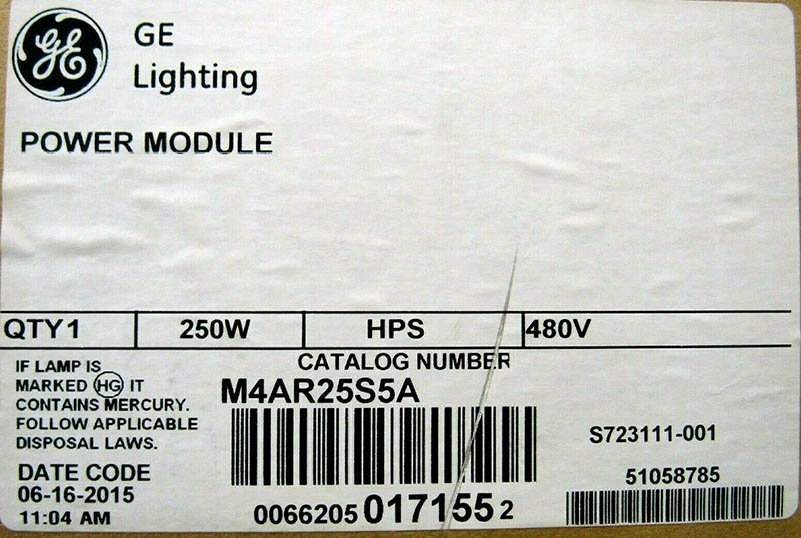 GE
GE
Lighting
POWER MODULE
QTY1 250W HPS 480V
CATALOG NUMBER
M4AR25S5A
IF LAMP IS
MARKED HG IT
CONTAINS MERCURY.
FOLLOW APPLICABLE
DISPOSAL LAWS.
DATE CODE
06-16-2015
11:04 AM
0066205 017155 2
S723111-001
51058785